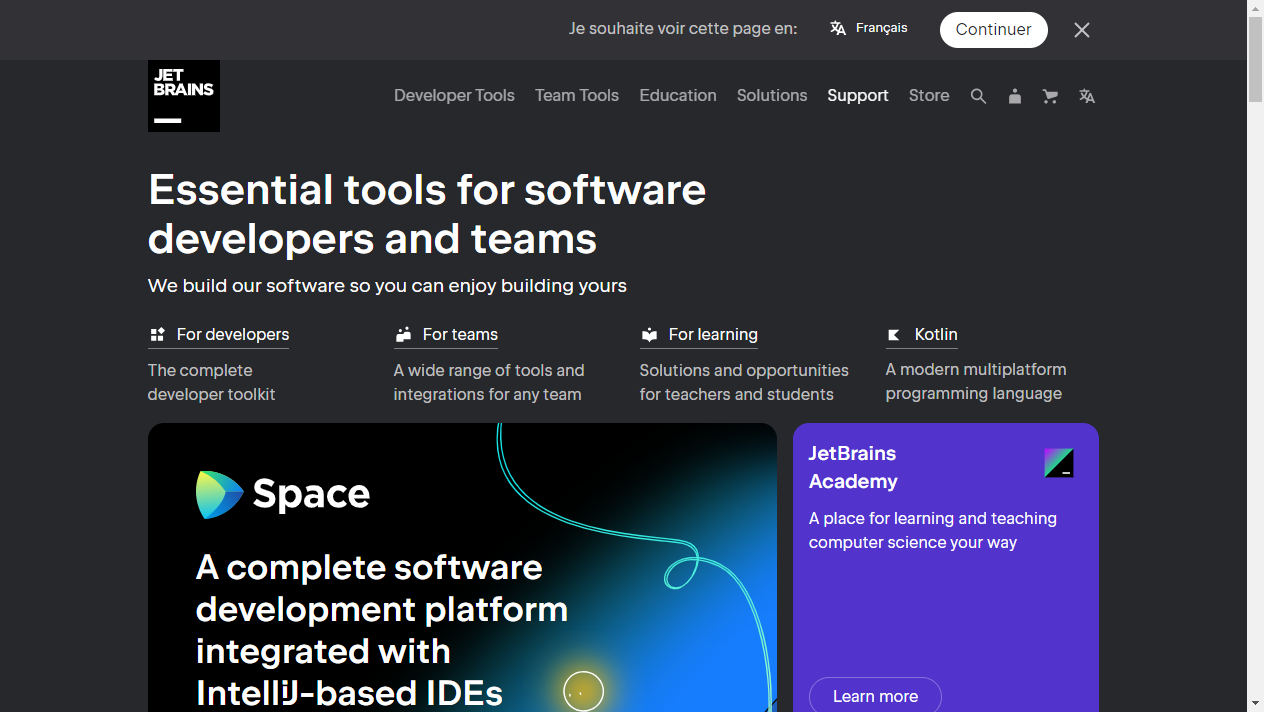 Je souhaite voir cette page en:
Français
Continuer
JET
BRAINS
Developer Tools
Team Tools
Education
Solutions
Support
Store
Essential tools for software
developers and teams
We build our software so you can enjoy building yours
For developers
The complete
developer toolkit
For teams
A wide range of tools and
integrations for any team
For learning
Solutions and opportunities
for teachers and students
Kotlin
A modern multiplatform
programming language
Space
A complete software
development platform
integrated with
IntelliJ-based IDEs
JetBrains
Academy
A place for learning and teaching
computer science your way
Learn more